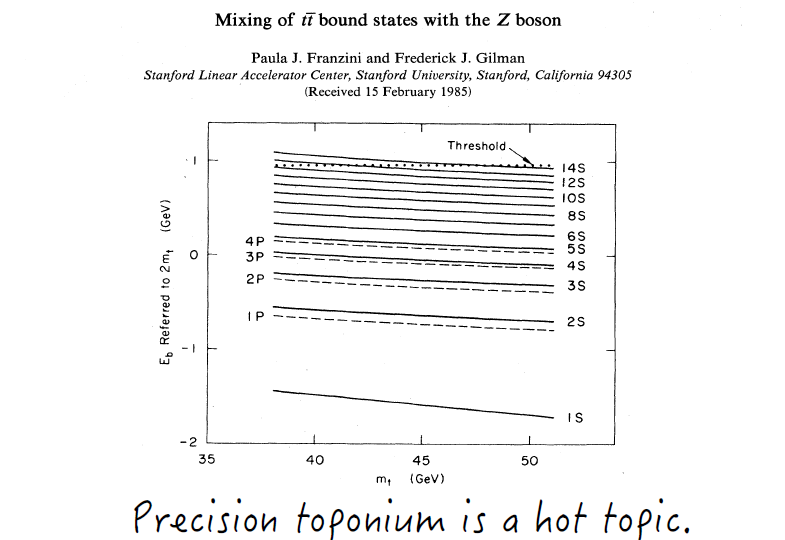 Mixing of tt̄ bound states with the Z boson
Paula J. Franzini and Frederick J. Gilman
Stanford Linear Accelerator Center, Stanford University, Stanford, California 94305
(Received 15 February 1985)
Threshold
1
0
-1
-2
E_b Referred to 2m_t (GeV)
4P
3P
2P
1P
14S
12S
10S
8S
6S
5S
4S
3S
2S
1S
35 40 45 50
m_t (GeV)
Precision toponium is a hot topic.